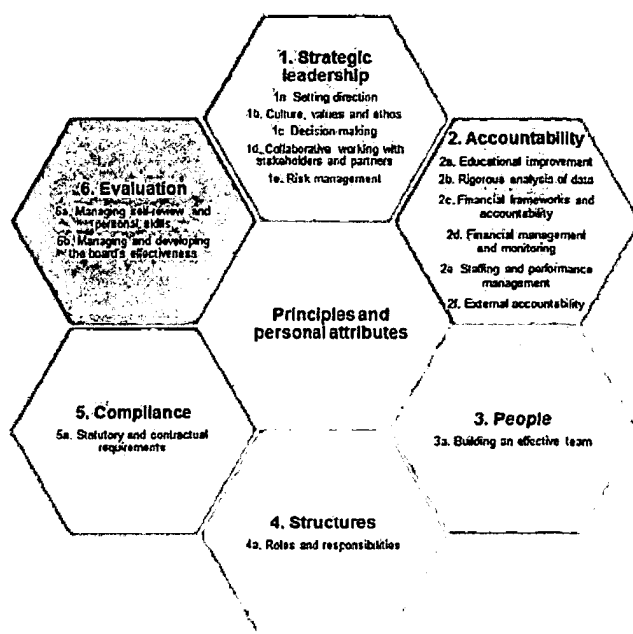 1. Strategic
leadership
1a Setting direction
1b. Culture, values and ethos
1c Decision-making
1d. Collaborative working with
stakeholders and partners
1e. Risk management
2. Accountability
2a. Educational improvement
2b. Rigorous analysis of data
2c. Financial frameworks and
accountability
2d. Financial management
and monitoring
2e Staffing and performance
management
2f. External accountability
3. People
3a. Building an effective team
4. Structures
4a. Roles and responsibilities
5. Compliance
5a. Statutory and contractual
requirements
6. Evaluation
6a. Managing self-review and
personal skills
6b. Managing and developing
the board's effectiveness
Principles and
personal attributes